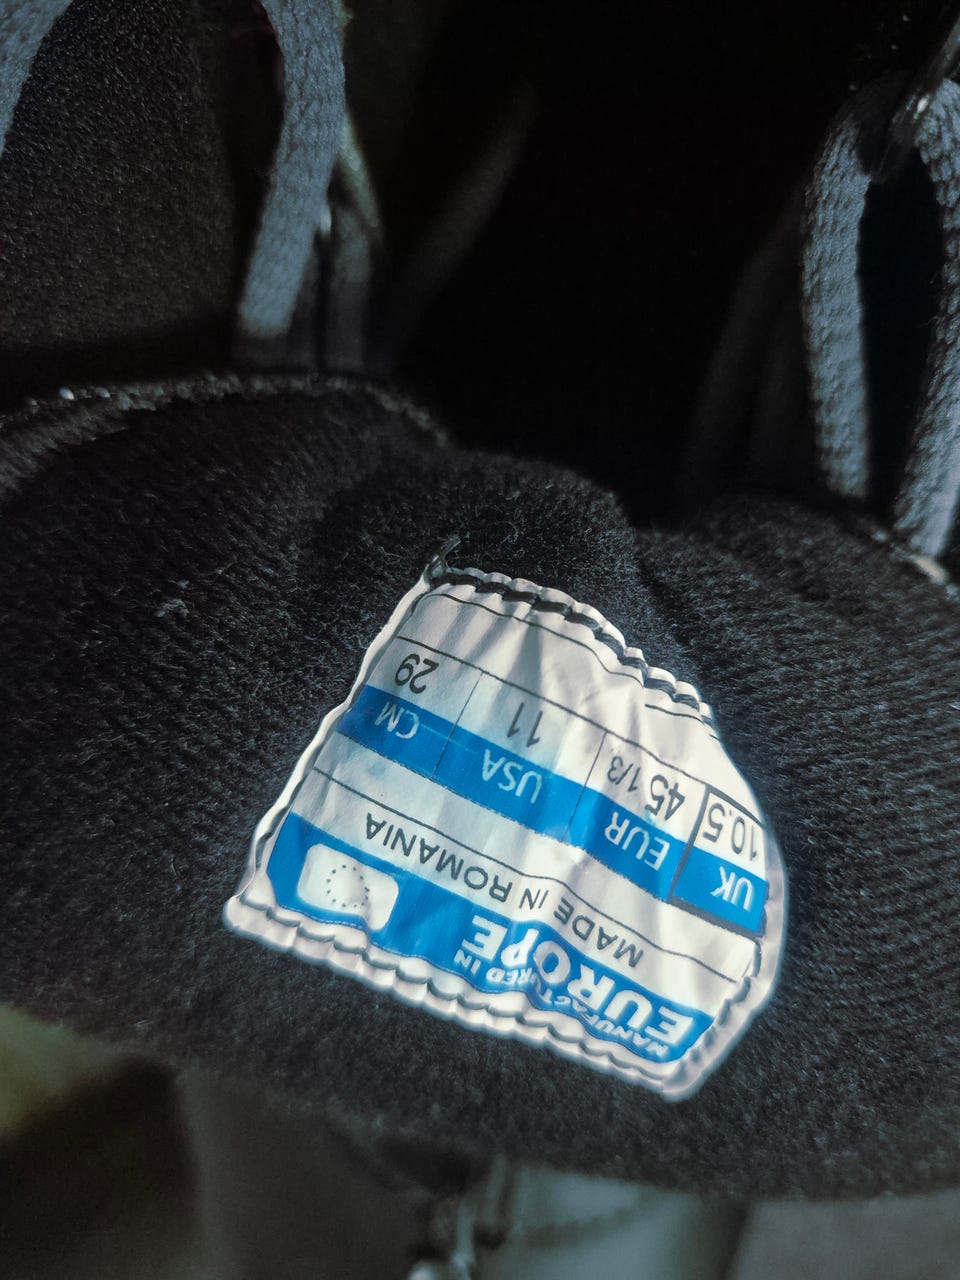 MANUFACTURED IN
EUROPE
MADE IN ROMANIA
UK EUR USA CM
10.5 45 1/3 11 29